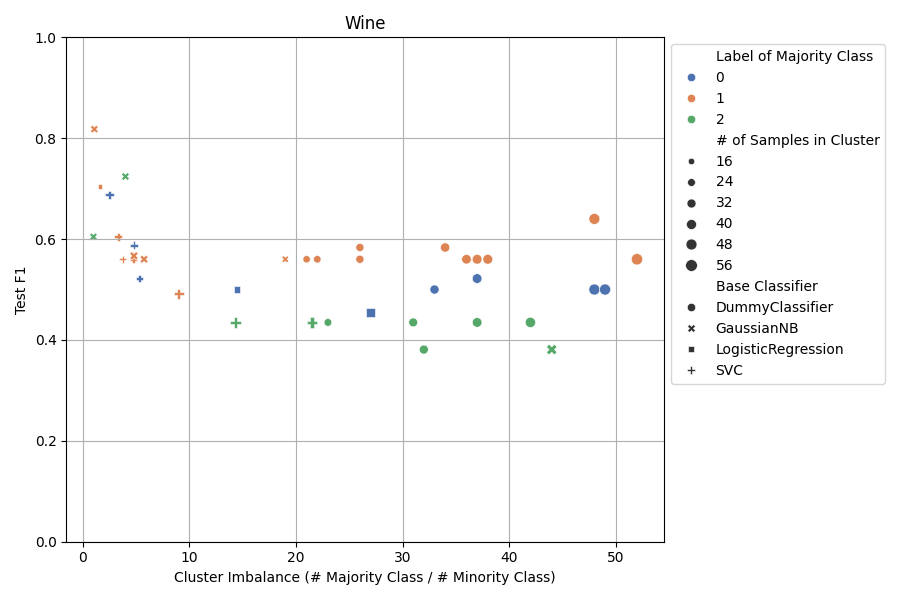 Wine
Test F1
1.0
0.8
0.6
0.4
0.2
0.0
0 10 20 30 40 50
Cluster Imbalance (# Majority Class / # Minority Class)
Label of Majority Class
0
1
2
# of Samples in Cluster
16
24
32
40
48
56
Base Classifier
DummyClassifier
GaussianNB
LogisticRegression
SVC